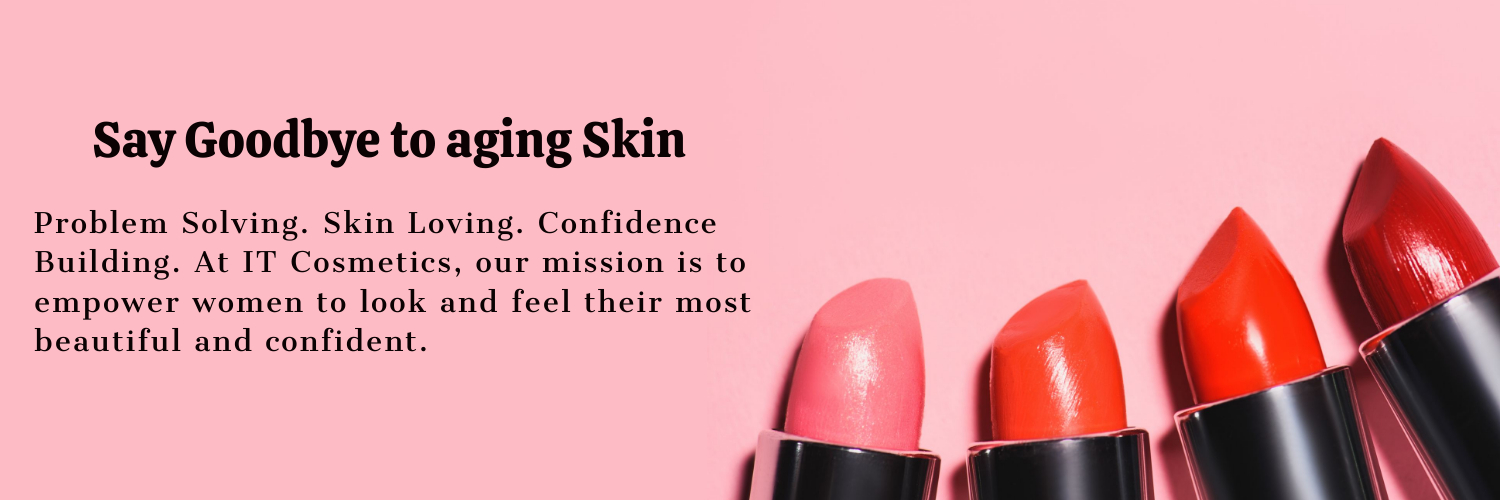 Say Goodbye to aging Skin
Problem Solving. Skin Loving. Confidence
Building. At IT Cosmetics, our mission is to
empower women to look and feel their most
beautiful and confident.